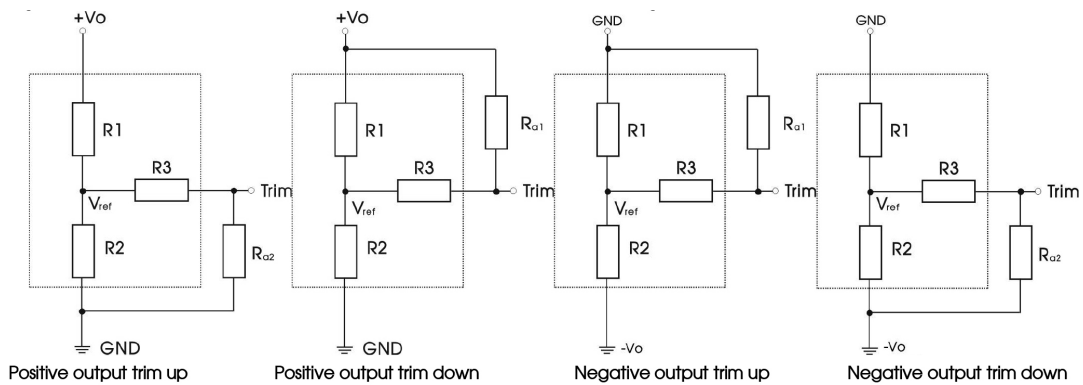 +Vo
R1
R3
Trim
Vref
R2
Ra2
GND
Positive output trim up
+Vo
R1
Ra1
R3
Trim
Vref
R2
GND
Positive output trim down
GND
R1
Ra1
R3
Trim
Vref
R2
-Vo
Negative output trim up
GND
R1
R3
Trim
Vref
R2
Ra2
-Vo
Negative output trim down